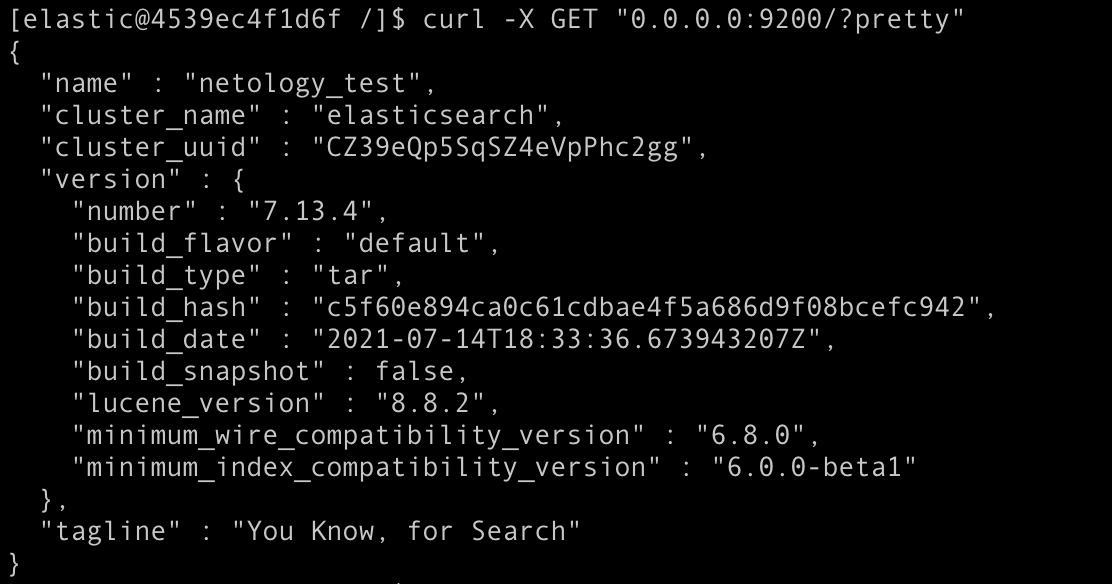 [elastic@4539ec4f1d6f /]$ curl -X GET "0.0.0.0:9200/?pretty"
{
  "name" : "netology_test",
  "cluster_name" : "elasticsearch",
  "cluster_uuid" : "CZ39eQp5SqSZ4eVpPhc2gg",
  "version" : {
    "number" : "7.13.4",
    "build_flavor" : "default",
    "build_type" : "tar",
    "build_hash" : "c5f60e894ca0c61cdbae4f5a686d9f08bcefc942",
    "build_date" : "2021-07-14T18:33:36.673943207Z",
    "build_snapshot" : false,
    "lucene_version" : "8.8.2",
    "minimum_wire_compatibility_version" : "6.8.0",
    "minimum_index_compatibility_version" : "6.0.0-beta1"
  },
  "tagline" : "You Know, for Search"
}